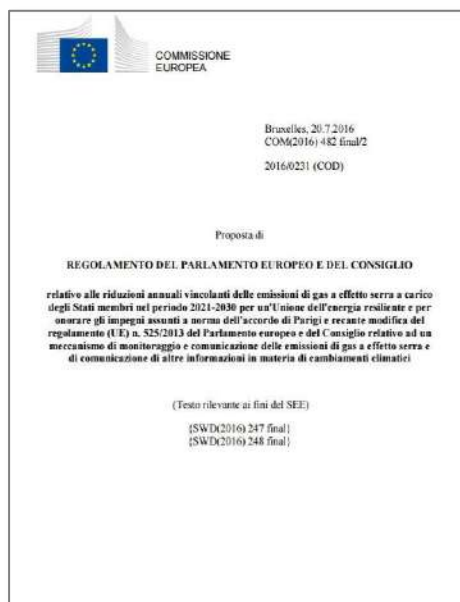 COMMISSIONE
EUROPEA
Bruxelles, 20.7.2016
COM(2016) 482 final/2
2016/0231 (COD)
Proposta di
REGOLAMENTO DEL PARLAMENTO EUROPEO E DEL CONSIGLIO
relativo alle riduzioni annuali vincolanti delle emissioni di gas a effetto serra a carico
degli Stati membri nel periodo 2021-2030 per un'Unione dell'energia resiliente e per
onorare gli impegni assunti a norma dell'accordo di Parigi e recante modifica del
regolamento (UE) n. 525/2013 del Parlamento europeo e del Consiglio relativo ad un
meccanismo di monitoraggio e comunicazione delle emissioni di gas a effetto serra e
di comunicazione di altre informazioni in materia di cambiamenti climatici
(Testo rilevante ai fini del SEE)
{SWD(2016) 247 final}
{SWD(2016) 248 final}